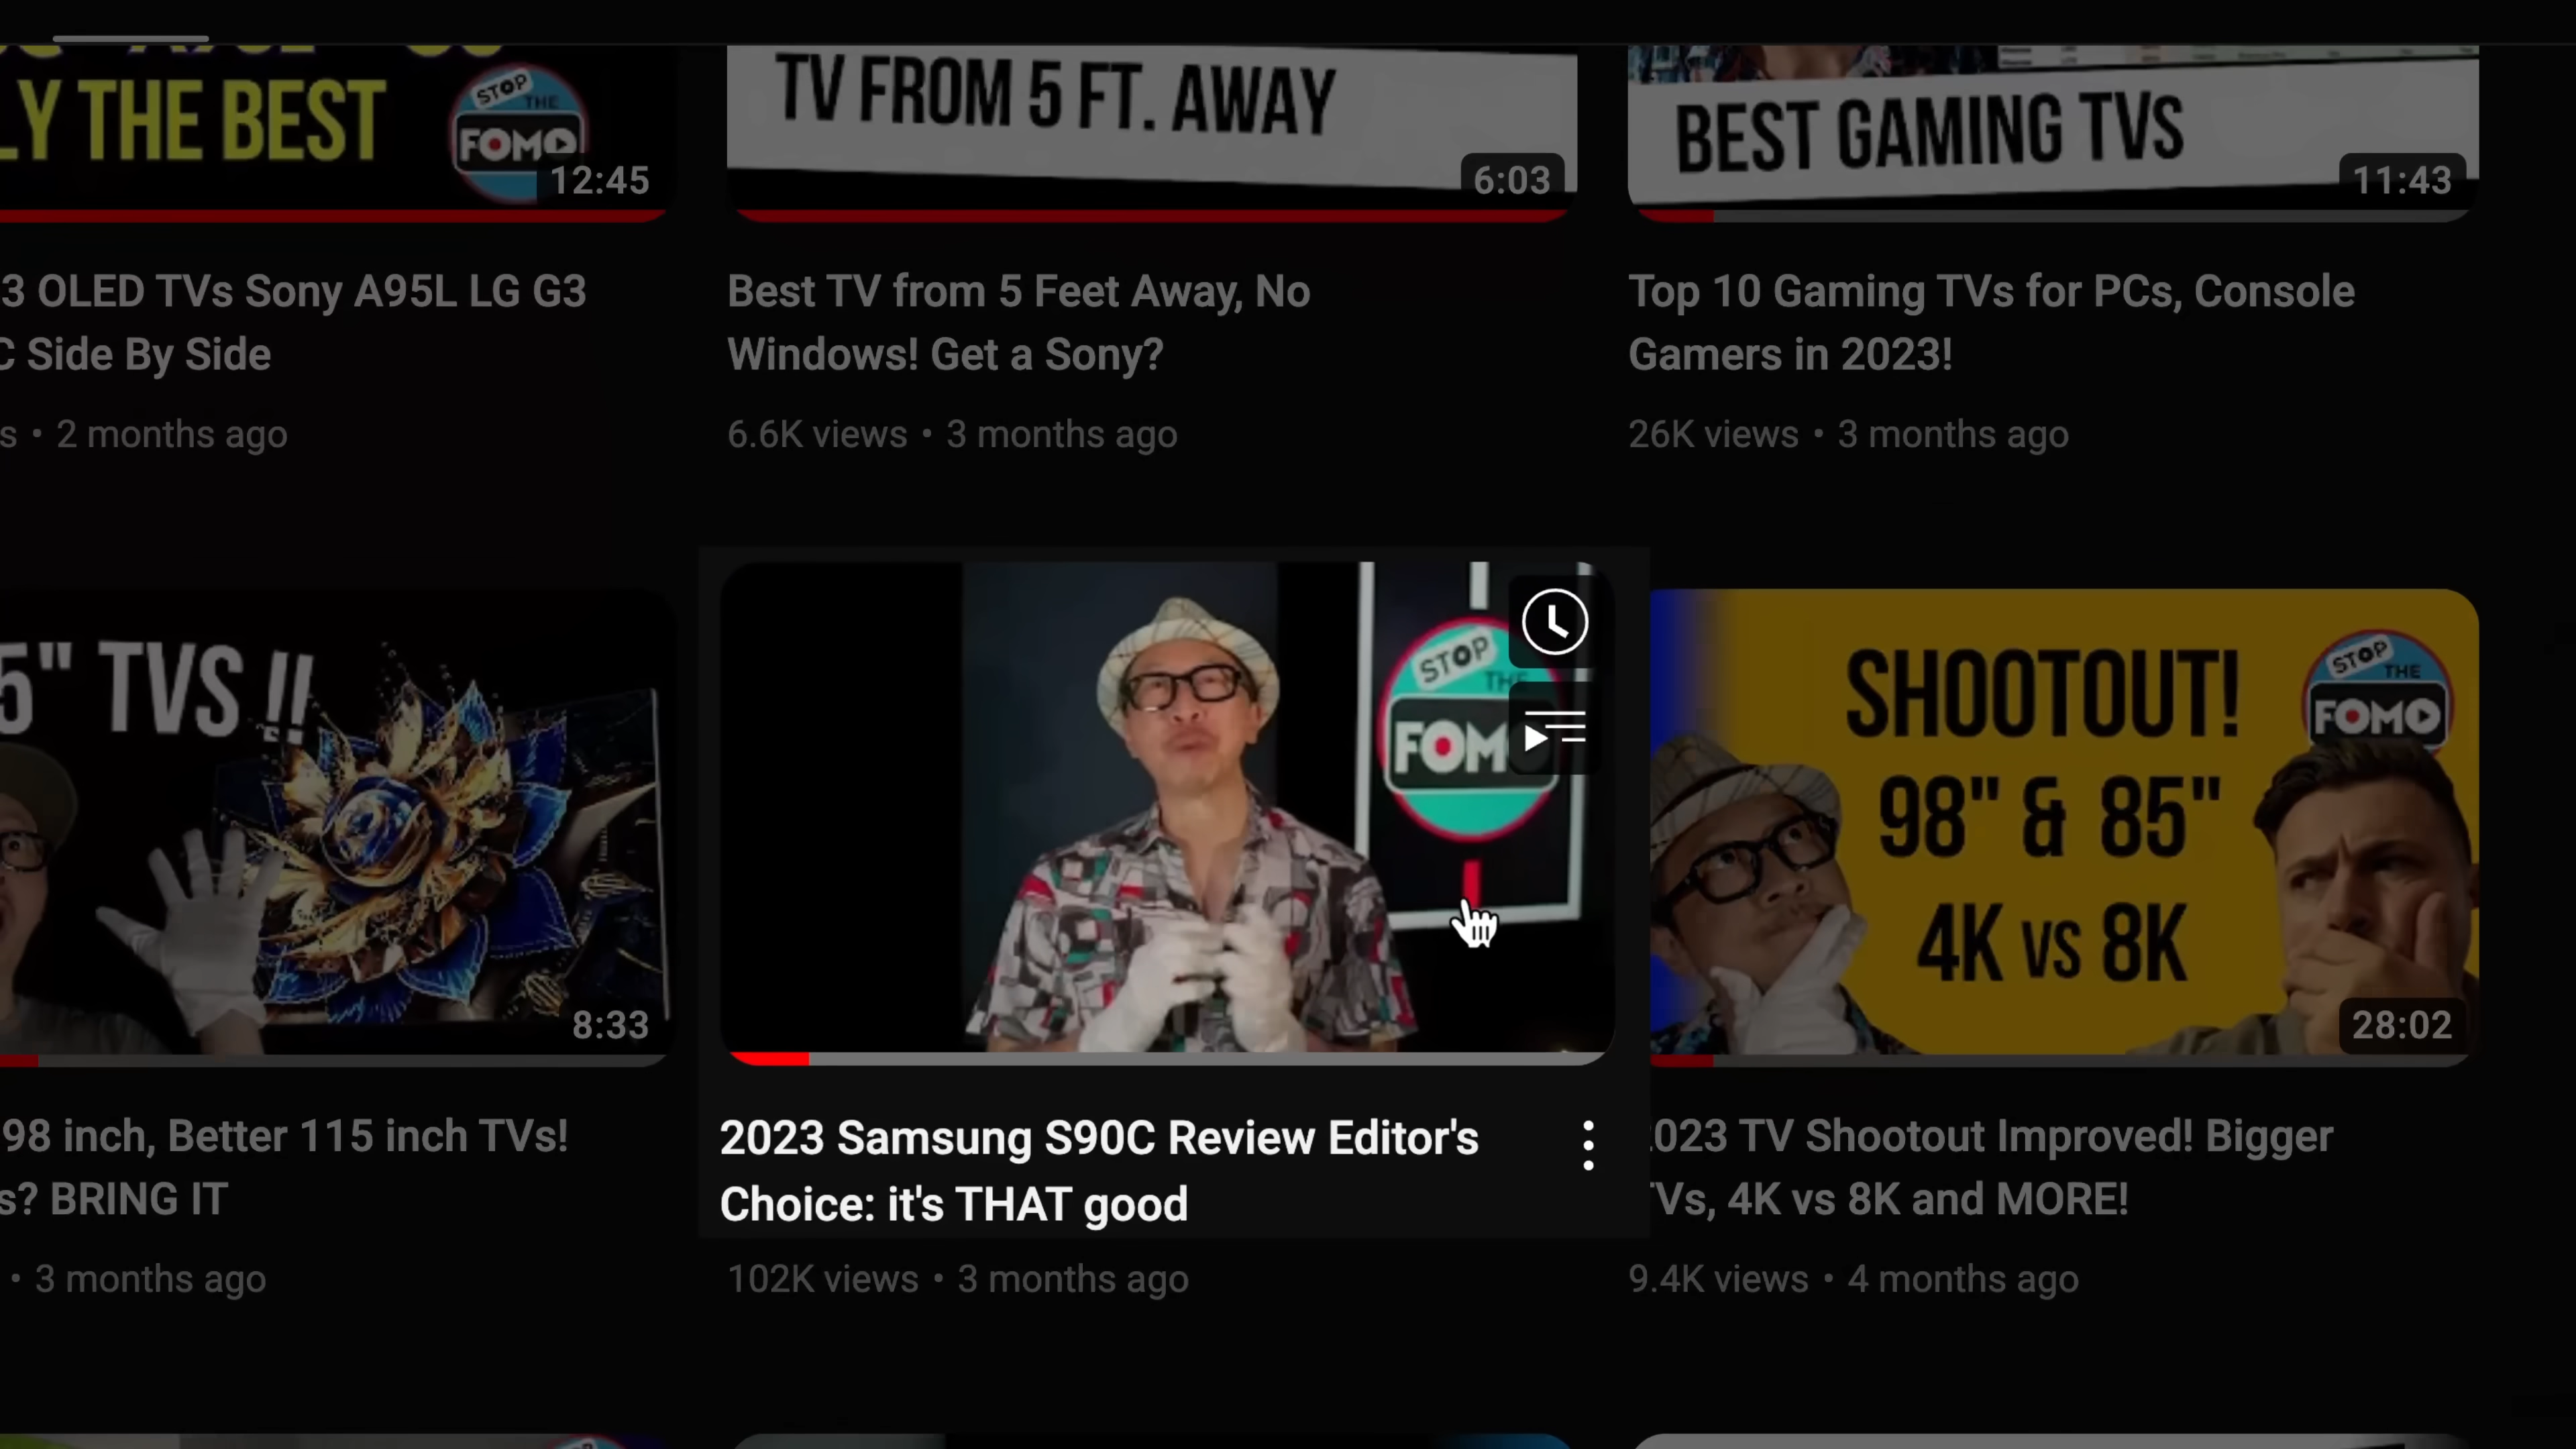 LY THE BEST
STOP
THE
FOMO
12:45
TV FROM 5 FT. AWAY
6:03
BEST GAMING TVs
11:43
3 OLED TVs Sony A95L LG G3
C Side By Side
s • 2 months ago
Best TV from 5 Feet Away, No
Windows! Get a Sony?
6.6K views • 3 months ago
Top 10 Gaming TVs for PCs, Console
Gamers in 2023!
26K views • 3 months ago
5" TVS !!
8:33
STOP
THE
FOMO
SHOOTOUT!
98" & 85"
4K VS 8K
STOP
THE
FOMO
28:02
98 inch, Better 115 inch TVs!
s? BRING IT
• 3 months ago
2023 Samsung S90C Review Editor's
Choice: it's THAT good
102K views • 3 months ago
2023 TV Shootout Improved! Bigger
TVs, 4K vs 8K and MORE!
9.4K views • 4 months ago